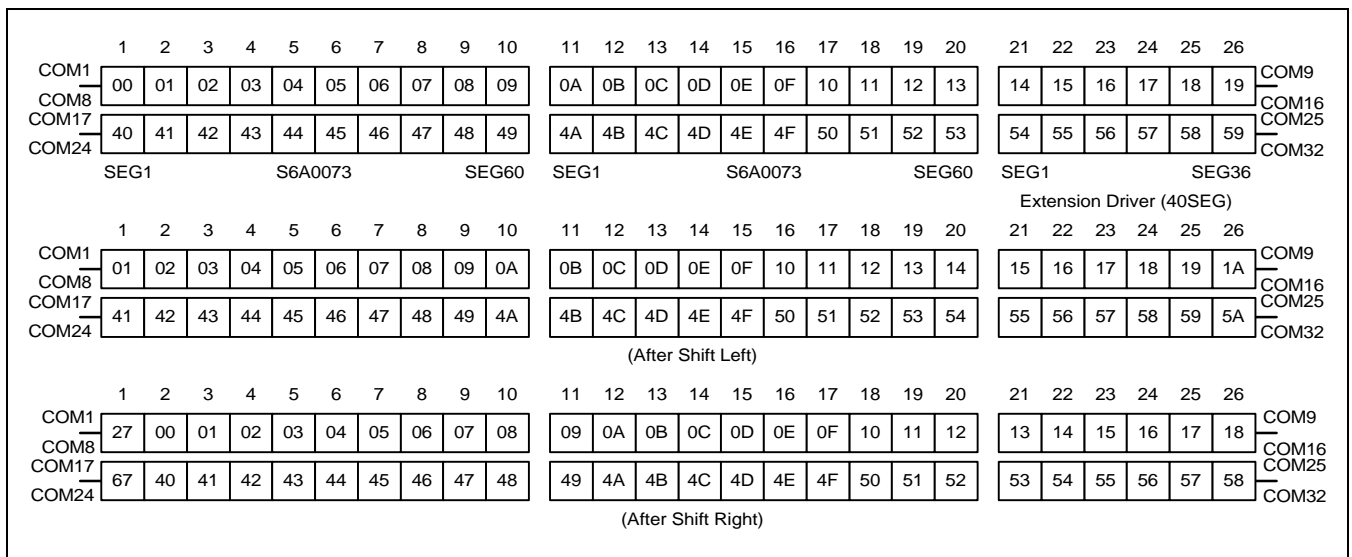 1 2 3 4 5 6 7 8 9 10 11 12 13 14 15 16 17 18 19 20 21 22 23 24 25 26
COM1 COM9
00 01 02 03 04 05 06 07 08 09 0A 0B 0C 0D 0E 0F 10 11 12 13 14 15 16 17 18 19
COM8 COM16
COM17 COM25
40 41 42 43 44 45 46 47 48 49 4A 4B 4C 4D 4E 4F 50 51 52 53 54 55 56 57 58 59
COM24 COM32
SEG1 S6A0073 SEG60 SEG1 S6A0073 SEG60 SEG1 SEG36
Extension Driver (40SEG)
1 2 3 4 5 6 7 8 9 10 11 12 13 14 15 16 17 18 19 20 21 22 23 24 25 26
COM1 COM9
01 02 03 04 05 06 07 08 09 0A 0B 0C 0D 0E 0F 10 11 12 13 14 15 16 17 18 19 1A
COM8 COM16
COM17 COM25
41 42 43 44 45 46 47 48 49 4A 4B 4C 4D 4E 4F 50 51 52 53 54 55 56 57 58 59 5A
COM24 COM32
(After Shift Left)
1 2 3 4 5 6 7 8 9 10 11 12 13 14 15 16 17 18 19 20 21 22 23 24 25 26
COM1 COM9
27 00 01 02 03 04 05 06 07 08 09 0A 0B 0C 0D 0E 0F 10 11 12 13 14 15 16 17 18
COM8 COM16
COM17 COM25
67 40 41 42 43 44 45 46 47 48 49 4A 4B 4C 4D 4E 4F 50 51 52 53 54 55 56 57 58
COM24 COM32
(After Shift Right)